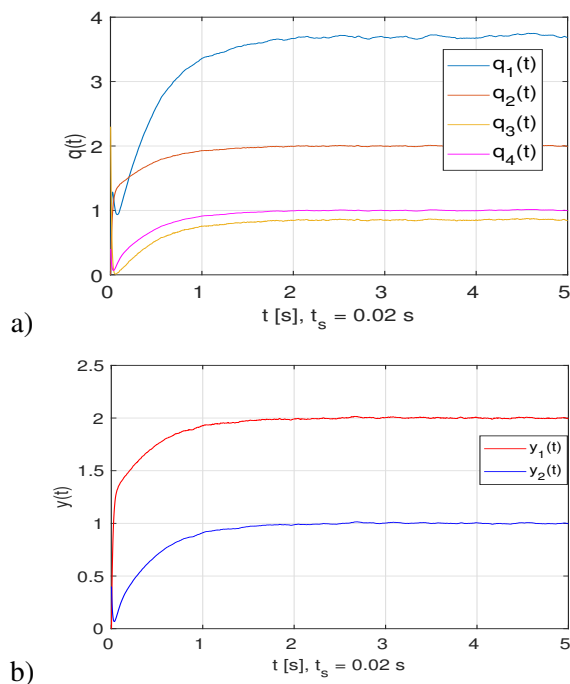 4
3
2
1
0
q(t)
q₁(t)
q₂(t)
q₃(t)
q₄(t)
0 1 2 3 4 5
t [s], tₛ = 0.02 s
a)
2.5
2
1.5
1
0.5
0
y(t)
y₁(t)
y₂(t)
0 1 2 3 4 5
t [s], tₛ = 0.02 s
b)